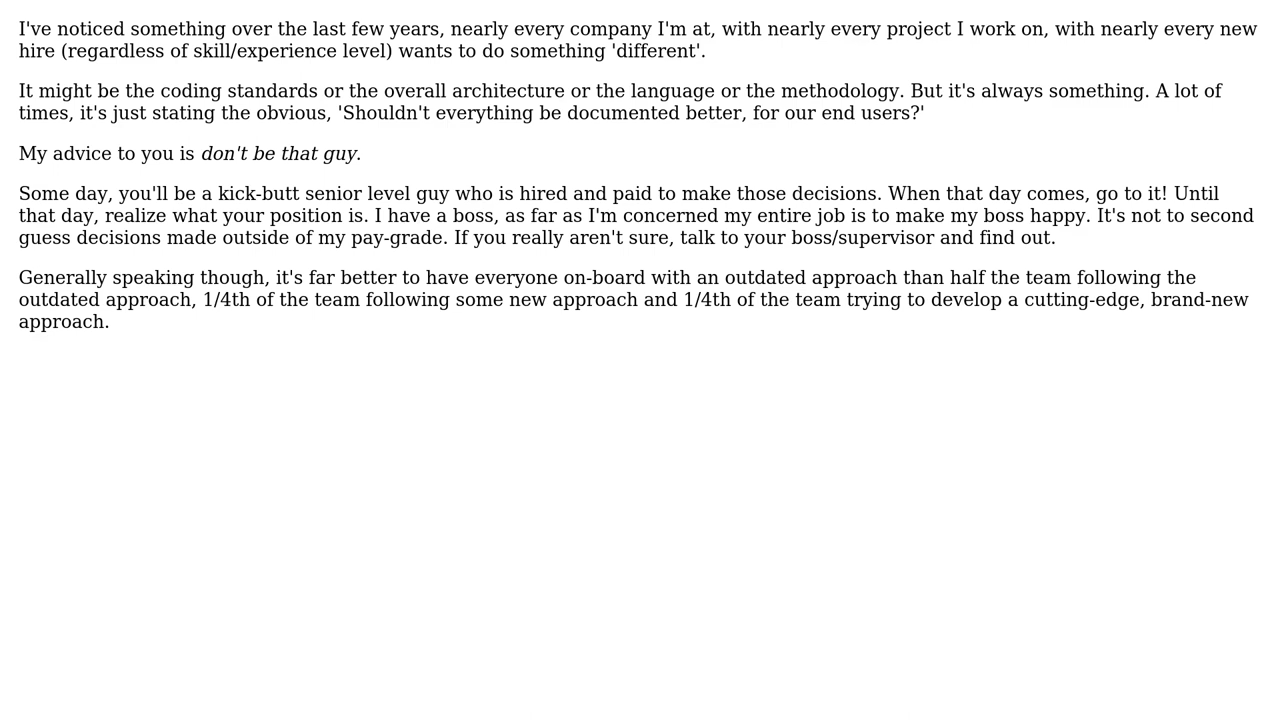 I've noticed something over the last few years, nearly every company I'm at, with nearly every project I work on, with nearly every new
hire (regardless of skill/experience level) wants to do something 'different'.
It might be the coding standards or the overall architecture or the language or the methodology. But it's always something. A lot of
times, it's just stating the obvious, 'Shouldn't everything be documented better, for our end users?'
My advice to you is don't be that guy.
Some day, you'll be a kick-butt senior level guy who is hired and paid to make those decisions. When that day comes, go to it! Until
that day, realize what your position is. I have a boss, as far as I'm concerned my entire job is to make my boss happy. It's not to second
guess decisions made outside of my pay-grade. If you really aren't sure, talk to your boss/supervisor and find out.
Generally speaking though, it's far better to have everyone on-board with an outdated approach than half the team following the
outdated approach, 1/4th of the team following some new approach and 1/4th of the team trying to develop a cutting-edge, brand-new
approach.